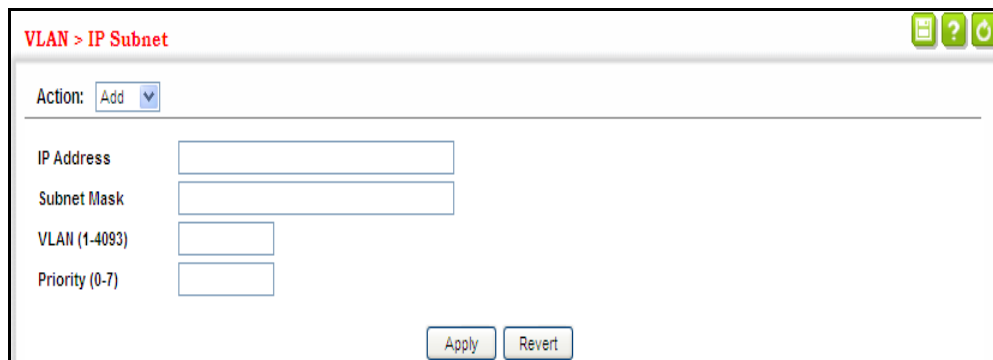 VLAN > IP Subnet
?
Action: Add
IP Address
Subnet Mask
VLAN (1-4093)
Priority (0-7)
Apply Revert